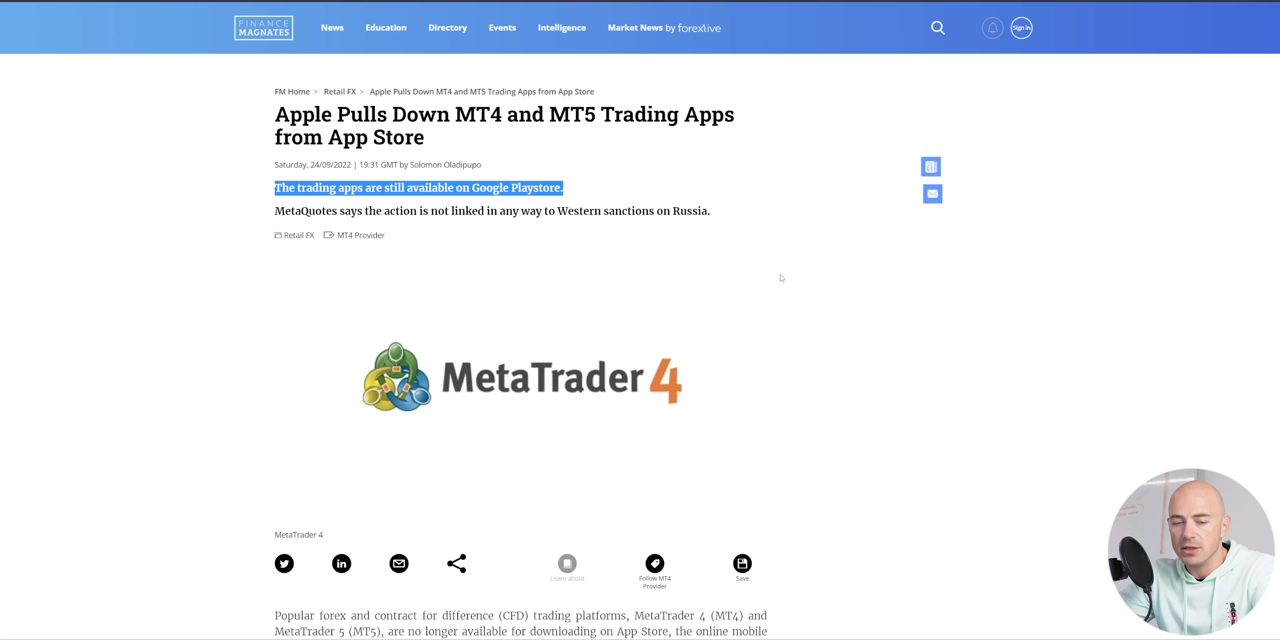 FINANCE
MAGNATES
News Education Directory Events Intelligence Market News by forexlive
Sign in
FM Home > Retail FX > Apple Pulls Down MT4 and MT5 Trading Apps from App Store
Apple Pulls Down MT4 and MT5 Trading Apps
from App Store
Saturday, 24/09/2022 | 19:31 GMT by Solomon Oladipupo
The trading apps are still available on Google Playstore.
MetaQuotes says the action is not linked in any way to Western sanctions on Russia.
Retail FX MT4 Provider
MetaTrader 4
MetaTrader 4
Learn about
Follow MT4
Provider
Save
Popular forex and contract for difference (CFD) trading platforms, MetaTrader 4 (MT4) and
MetaTrader 5 (MT5), are no longer available for downloading on App Store, the online mobile